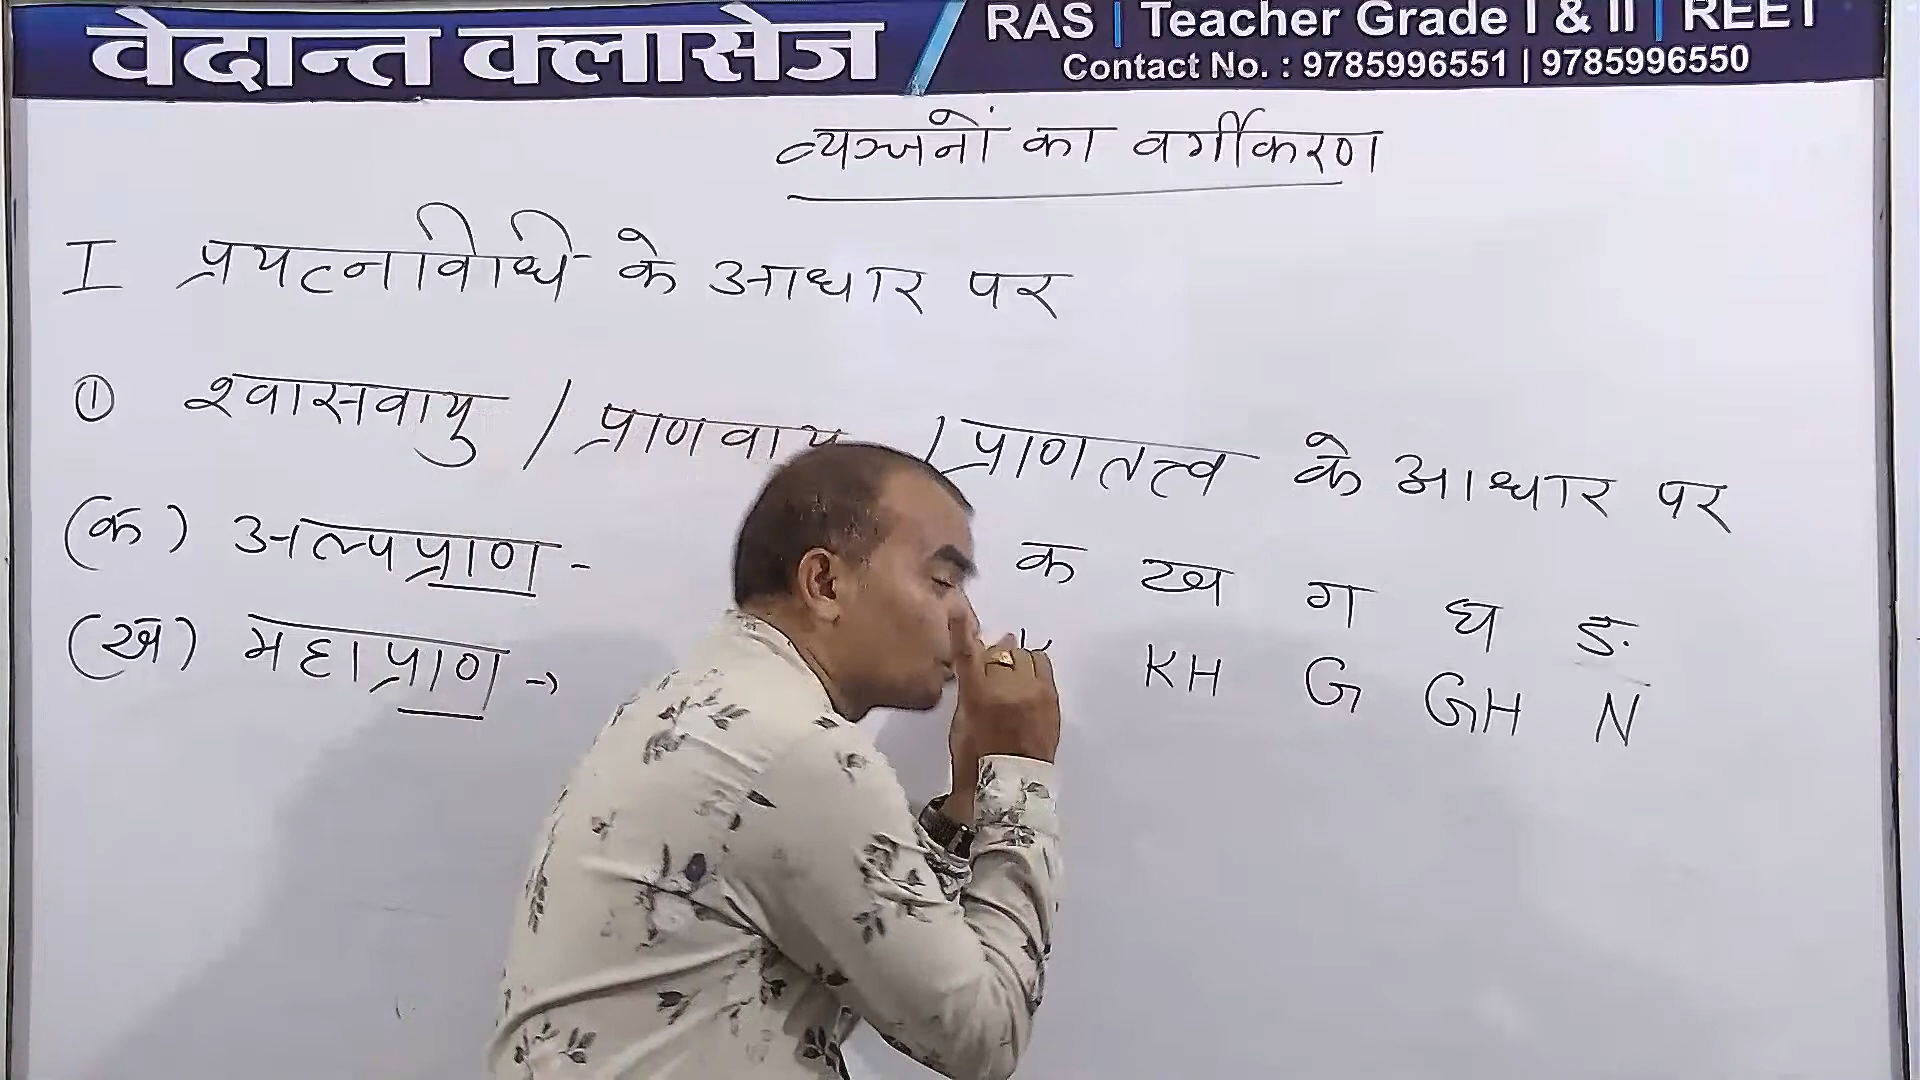 वेदान्त क्लासेज
RAS | Teacher Grade I & II | REET
Contact No. : 9785996551 | 9785996550
व्यञ्जनों का वर्गीकरण
I प्रयत्नविधि के आधार पर
① श्वासवायु / प्राणवायु / प्राणतत्त्व के आधार पर
(क) अल्पप्राण -
क ख ग घ ङ
(ख) महाप्राण →
KH G GH N